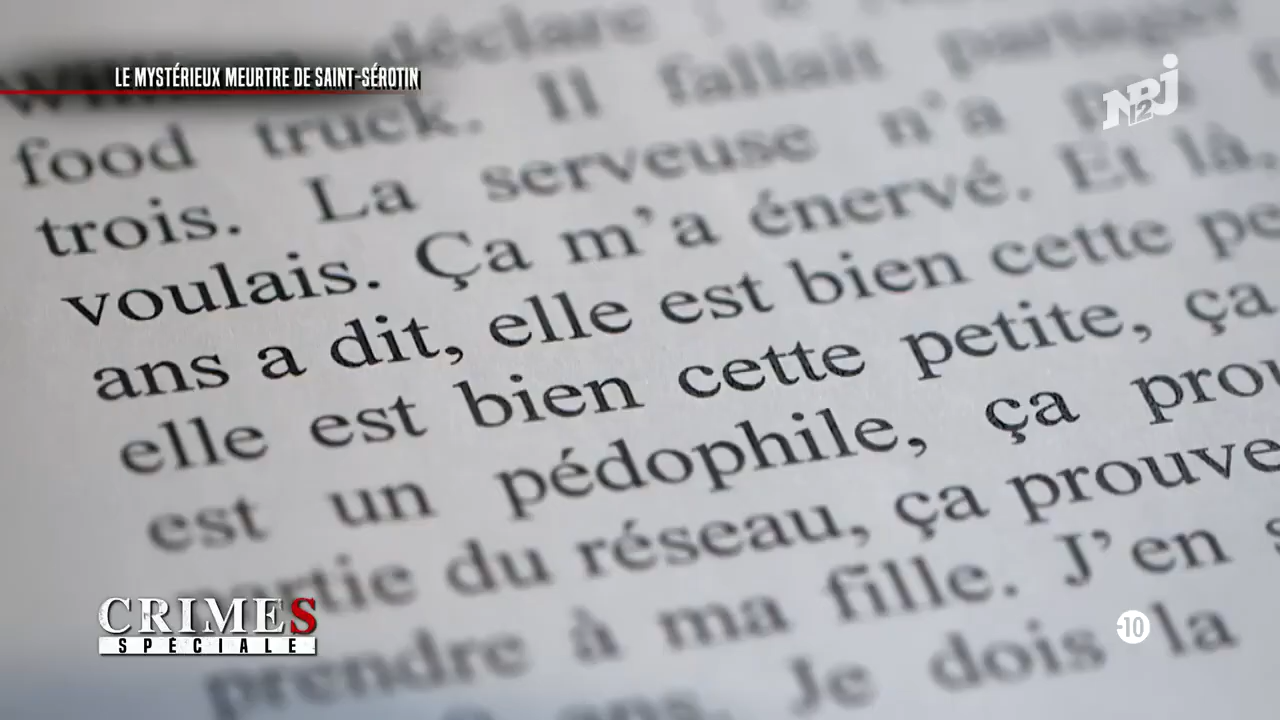 LE MYSTÉRIEUX MEURTRE DE SAINT-SÉROTIN
NRJ 12
déclare :
food truck. Il fallait partager
trois. La serveuse n'a
voulais. Ça m'a énervé. Et là,
ans a dit, elle est bien cette
elle est bien cette petite, ça
est un pédophile, ça
partie du réseau, ça prouve
prendre à ma fille. J'en
ans. Je dois la
CRIMES
SPÉCIALE
-10